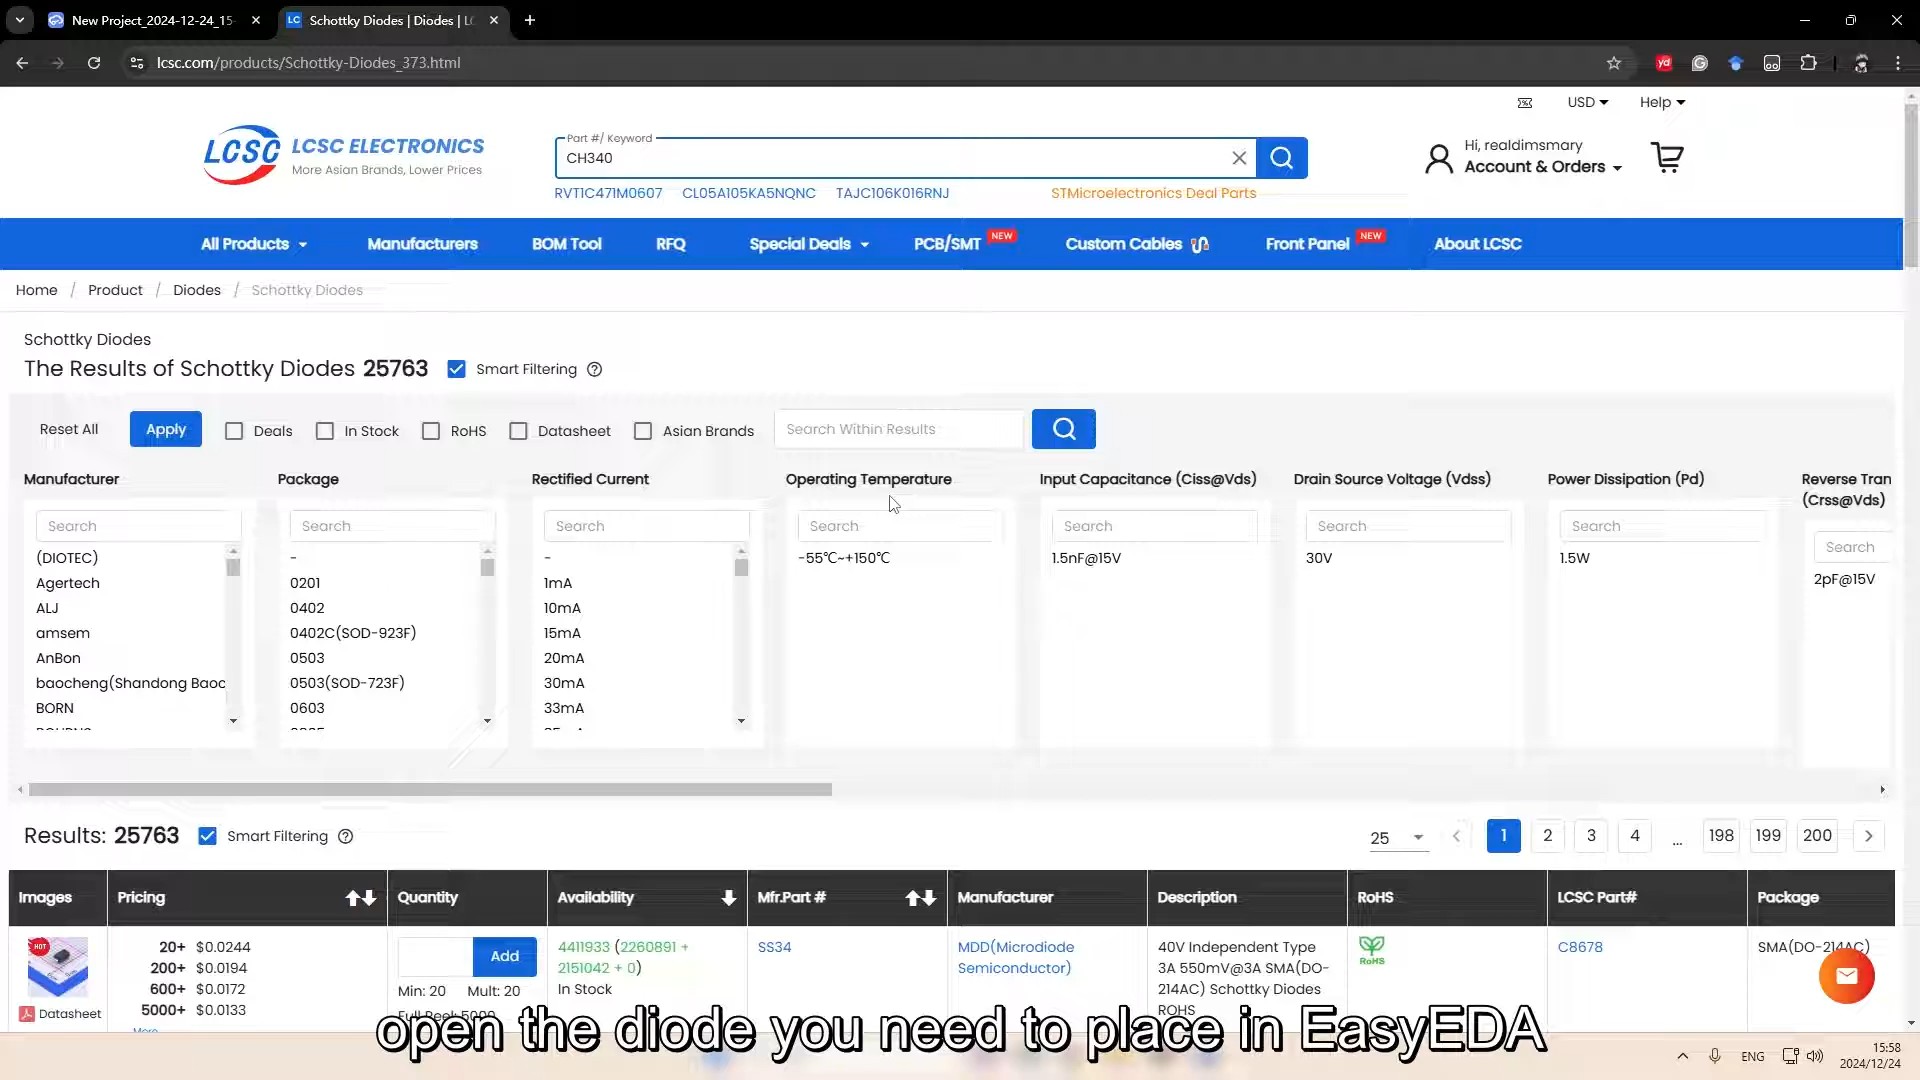 New Project_2024-12-24_15-
Schottky Diodes | Diodes | LC
lcsc.com/products/Schottky-Diodes_373.html
USD
Help
LCSC
LCSC ELECTRONICS
More Asian Brands, Lower Prices
Part #/ Keyword
CH340
Hi, realdimsmary
Account & Orders
RVT1C471M0607 CL05A105KA5NQNC TAJC106K016RNJ STMicroelectronics Deal Parts
All Products Manufacturers BOM Tool RFQ Special Deals PCB/SMT NEW Custom Cables Front Panel NEW About LCSC
Home / Product / Diodes / Schottky Diodes
Schottky Diodes
The Results of Schottky Diodes 25763 Smart Filtering
Reset All Apply Deals In Stock RoHS Datasheet Asian Brands Search Within Results
Manufacturer
Search
(DIOTEC)
Agertech
ALJ
amsem
AnBon
baocheng(Shandong Baoc
BORN
Package
Search
-
0201
0402
0402C(SOD-923F)
0503
0503(SOD-723F)
0603
Rectified Current
Search
-
1mA
10mA
15mA
20mA
30mA
33mA
Operating Temperature
Search
-55℃~+150℃
Input Capacitance (Ciss@Vds)
Search
1.5nF@15V
Drain Source Voltage (Vdss)
Search
30V
Power Dissipation (Pd)
Search
1.5W
Reverse Tran
(Crss@Vds)
Search
2pF@15V
Results: 25763 Smart Filtering
25 1 2 3 4 ... 198 199 200
Images Pricing Quantity Availability Mfr.Part # Manufacturer Description RoHS LCSC Part# Package
HOT
Datasheet
20+ $0.0244
200+ $0.0194
600+ $0.0172
5000+ $0.0133
More
Add
Min: 20 Mult: 20
Full Reel: 5000
4411933 (2260891 +
2151042 + 0)
In Stock
SS34
MDD(Microdiode
Semiconductor)
40V Independent Type
3A 550mV@3A SMA(DO-
214AC) Schottky Diodes
ROHS
RoHS
C8678
SMA(DO-214AC)
open the diode you need to place in EasyEDA
ENG
15:58
2024/12/24